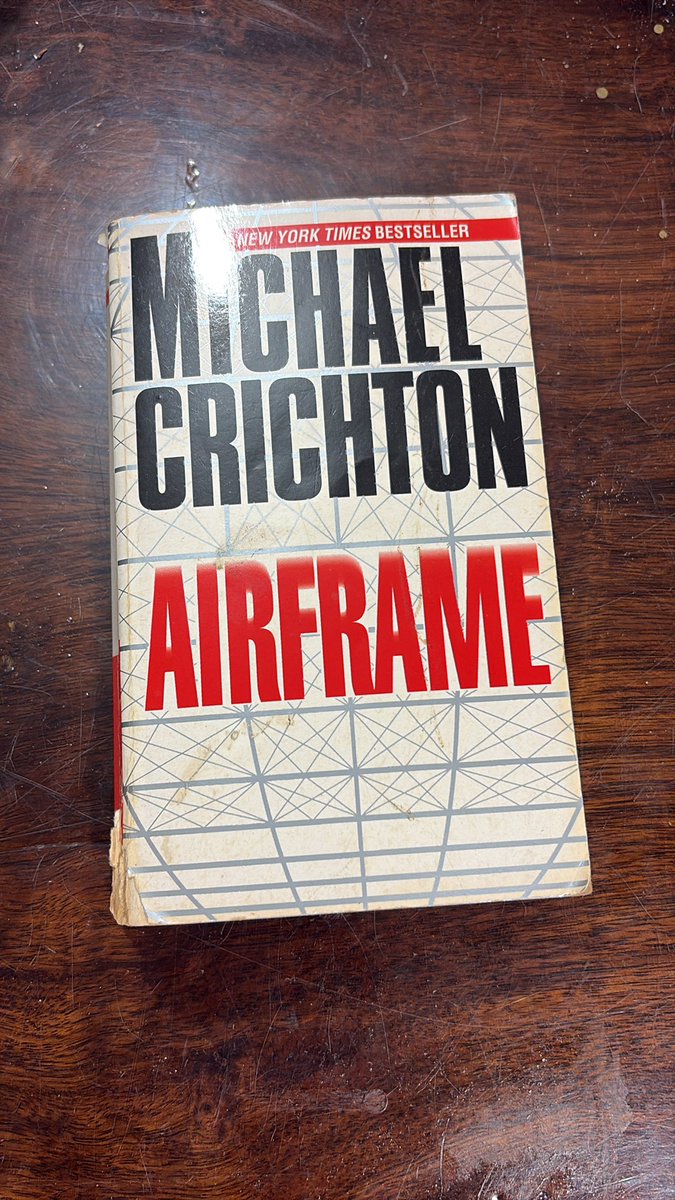 NEW YORK TIMES BESTSELLER
MICHAEL
CRICHTON
AIRFRAME